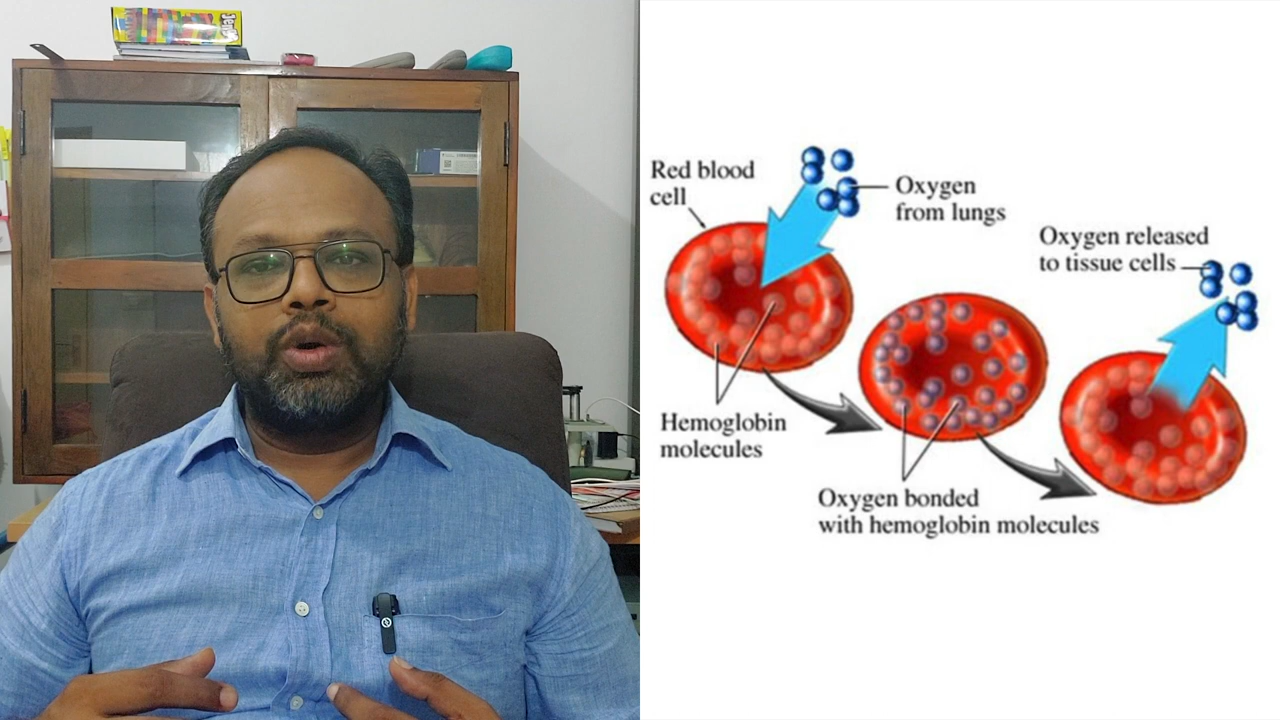 Red blood
cell
Oxygen
from lungs
Oxygen released
to tissue cells
Hemoglobin
molecules
Oxygen bonded
with hemoglobin molecules